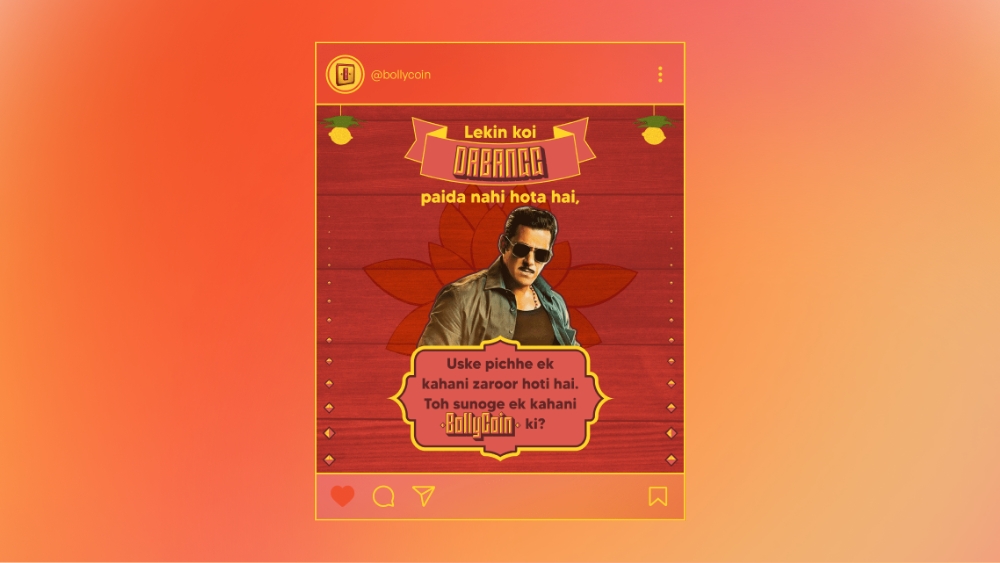 @bollycoin
Lekin koi
DABANGG
paida nahi hota hai,
Uske pichhe ek
kahani zaroor hoti hai.
Toh sunoge ek kahani
BollyCoin ki?